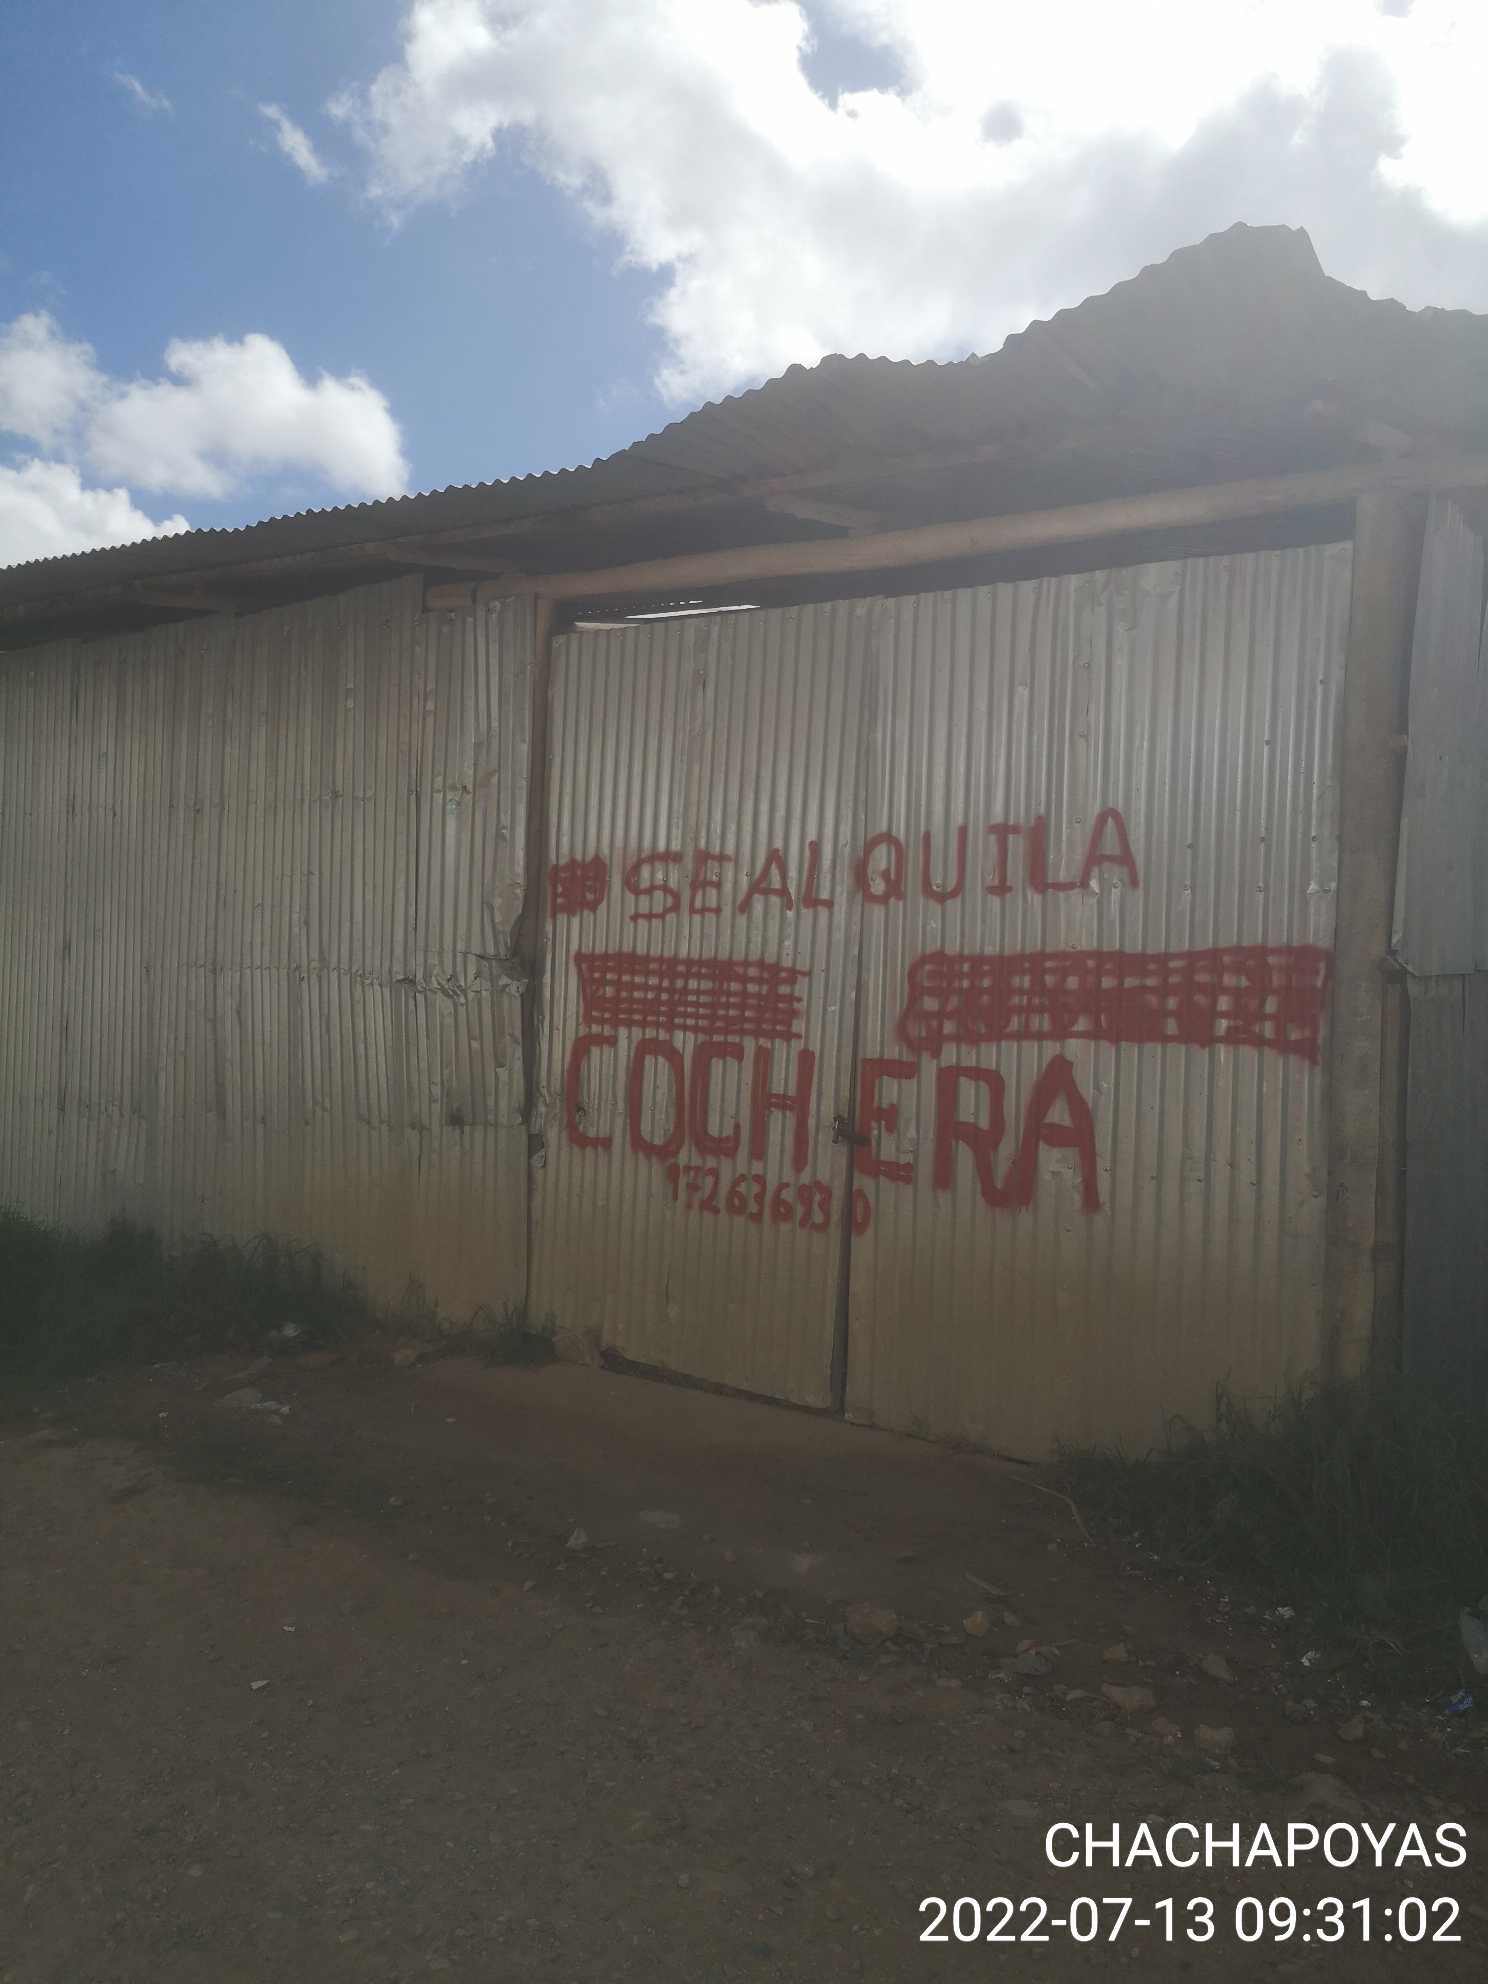 SE ALQUILA
COCHERA
972636930
CHACHAPOYAS
2022-07-13 09:31:02